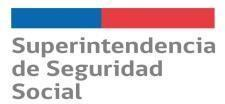 Superintendencia
de Seguridad
Social